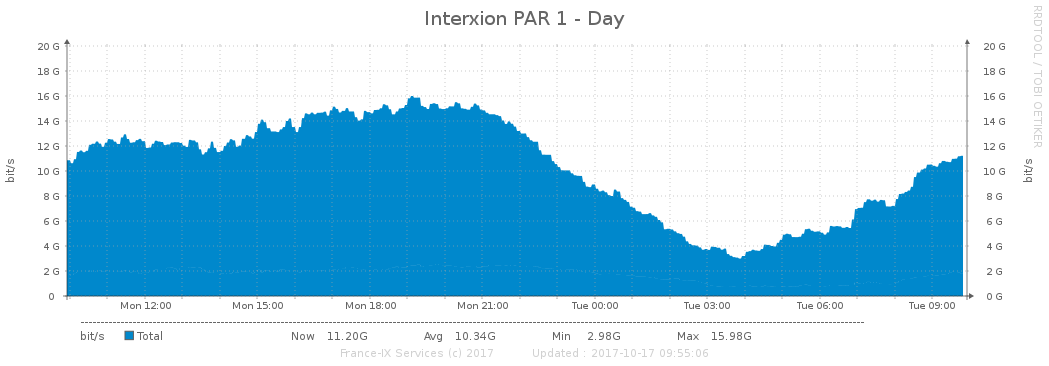 Interxion PAR 1 - Day
RRDTOOL / TOBI OETIKER
20 G 20 G
18 G 18 G
16 G 16 G
14 G 14 G
12 G 12 G
10 G 10 G
8 G 8 G
6 G 6 G
4 G 4 G
2 G 2 G
0 0 G
bit/s bit/s
Mon 12:00 Mon 15:00 Mon 18:00 Mon 21:00 Tue 00:00 Tue 03:00 Tue 06:00 Tue 09:00
bit/s Total Now 11.20G Avg 10.34G Min 2.98G Max 15.98G
France-IX Services (c) 2017 Updated : 2017-10-17 09:55:06